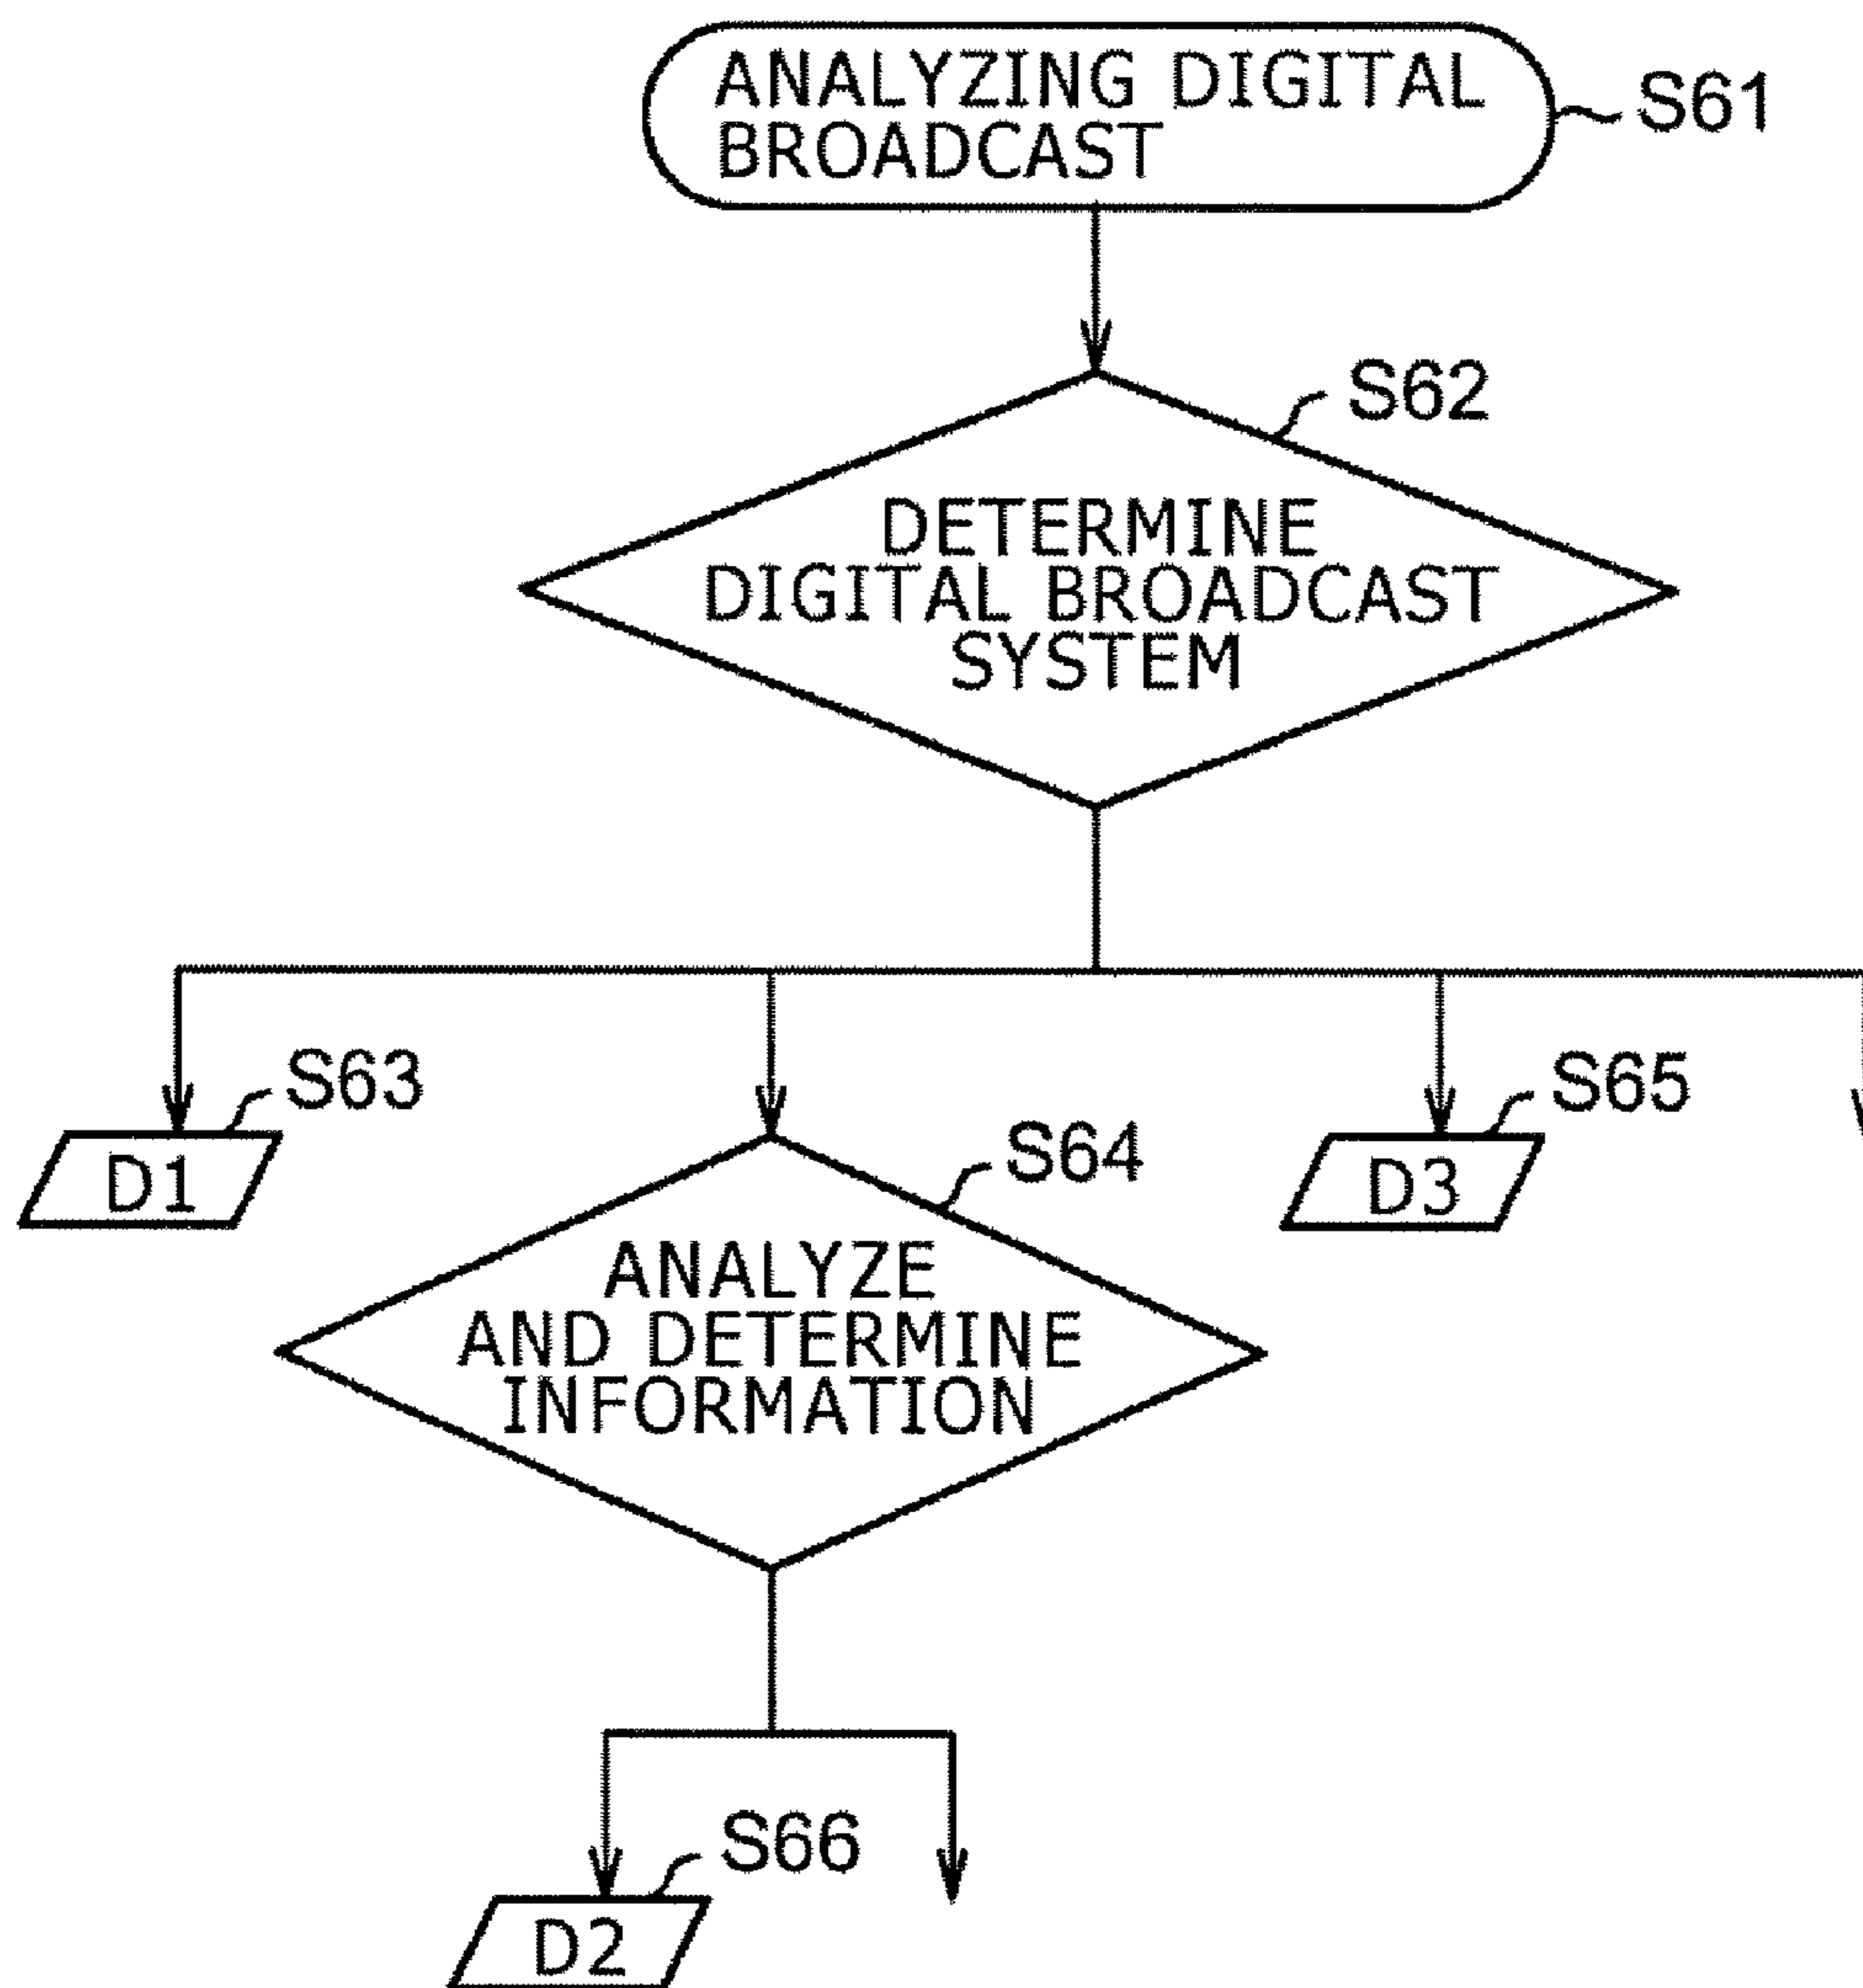 ANALYZING DIGITAL
BROADCAST
S61
S62
DETERMINE
DIGITAL BROADCAST
SYSTEM
S63
D1
S64
ANALYZE
AND DETERMINE
INFORMATION
S65
D3
S66
D2